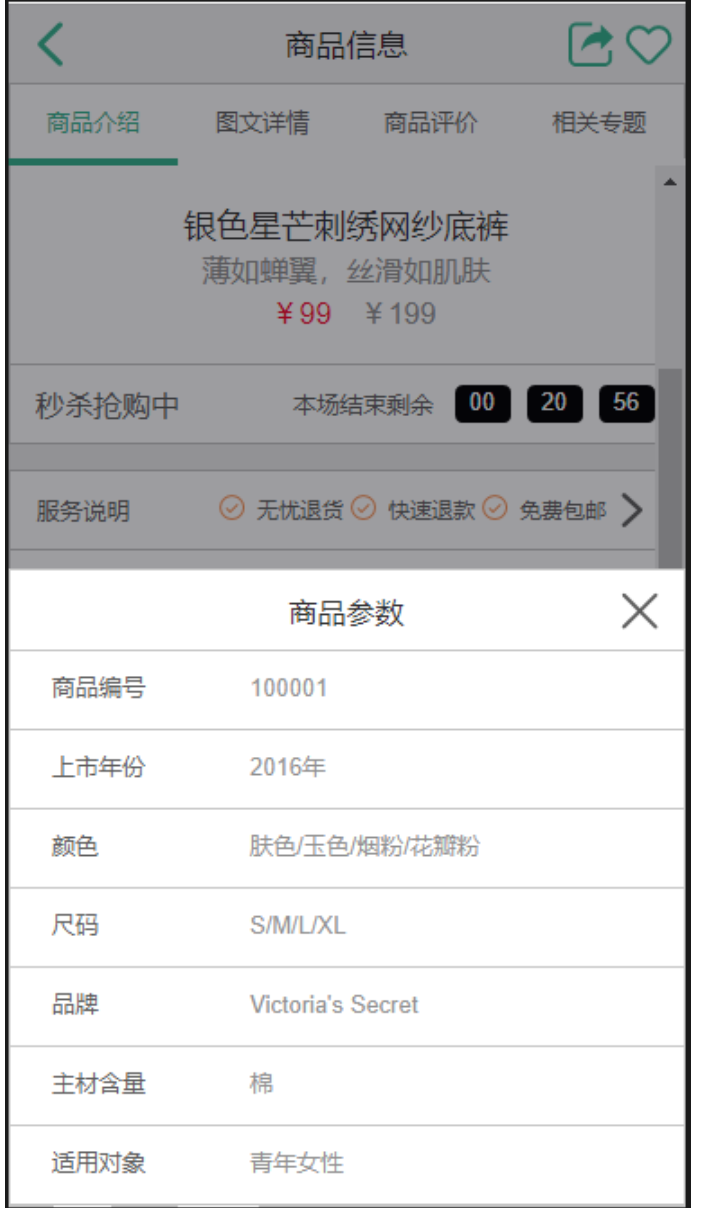 商品信息
商品介绍 图文详情 商品评价 相关专题
银色星芒刺绣网纱底裤
薄如蝉翼，丝滑如肌肤
¥99 ¥199
秒杀抢购中 本场结束剩余 00 20 56
服务说明 无忧退货 快速退款 免费包邮
商品参数
商品编号 100001
上市年份 2016年
颜色 肤色/玉色/烟粉/花瓣粉
尺码 S/M/L/XL
品牌 Victoria's Secret
主材含量 棉
适用对象 青年女性